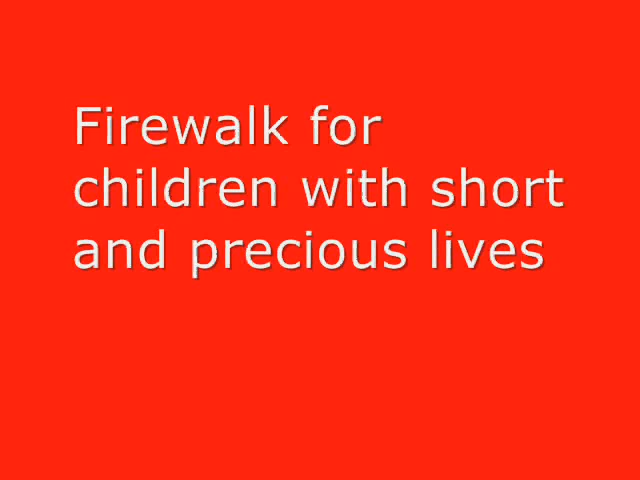 Firewalk for
children with short
and precious lives